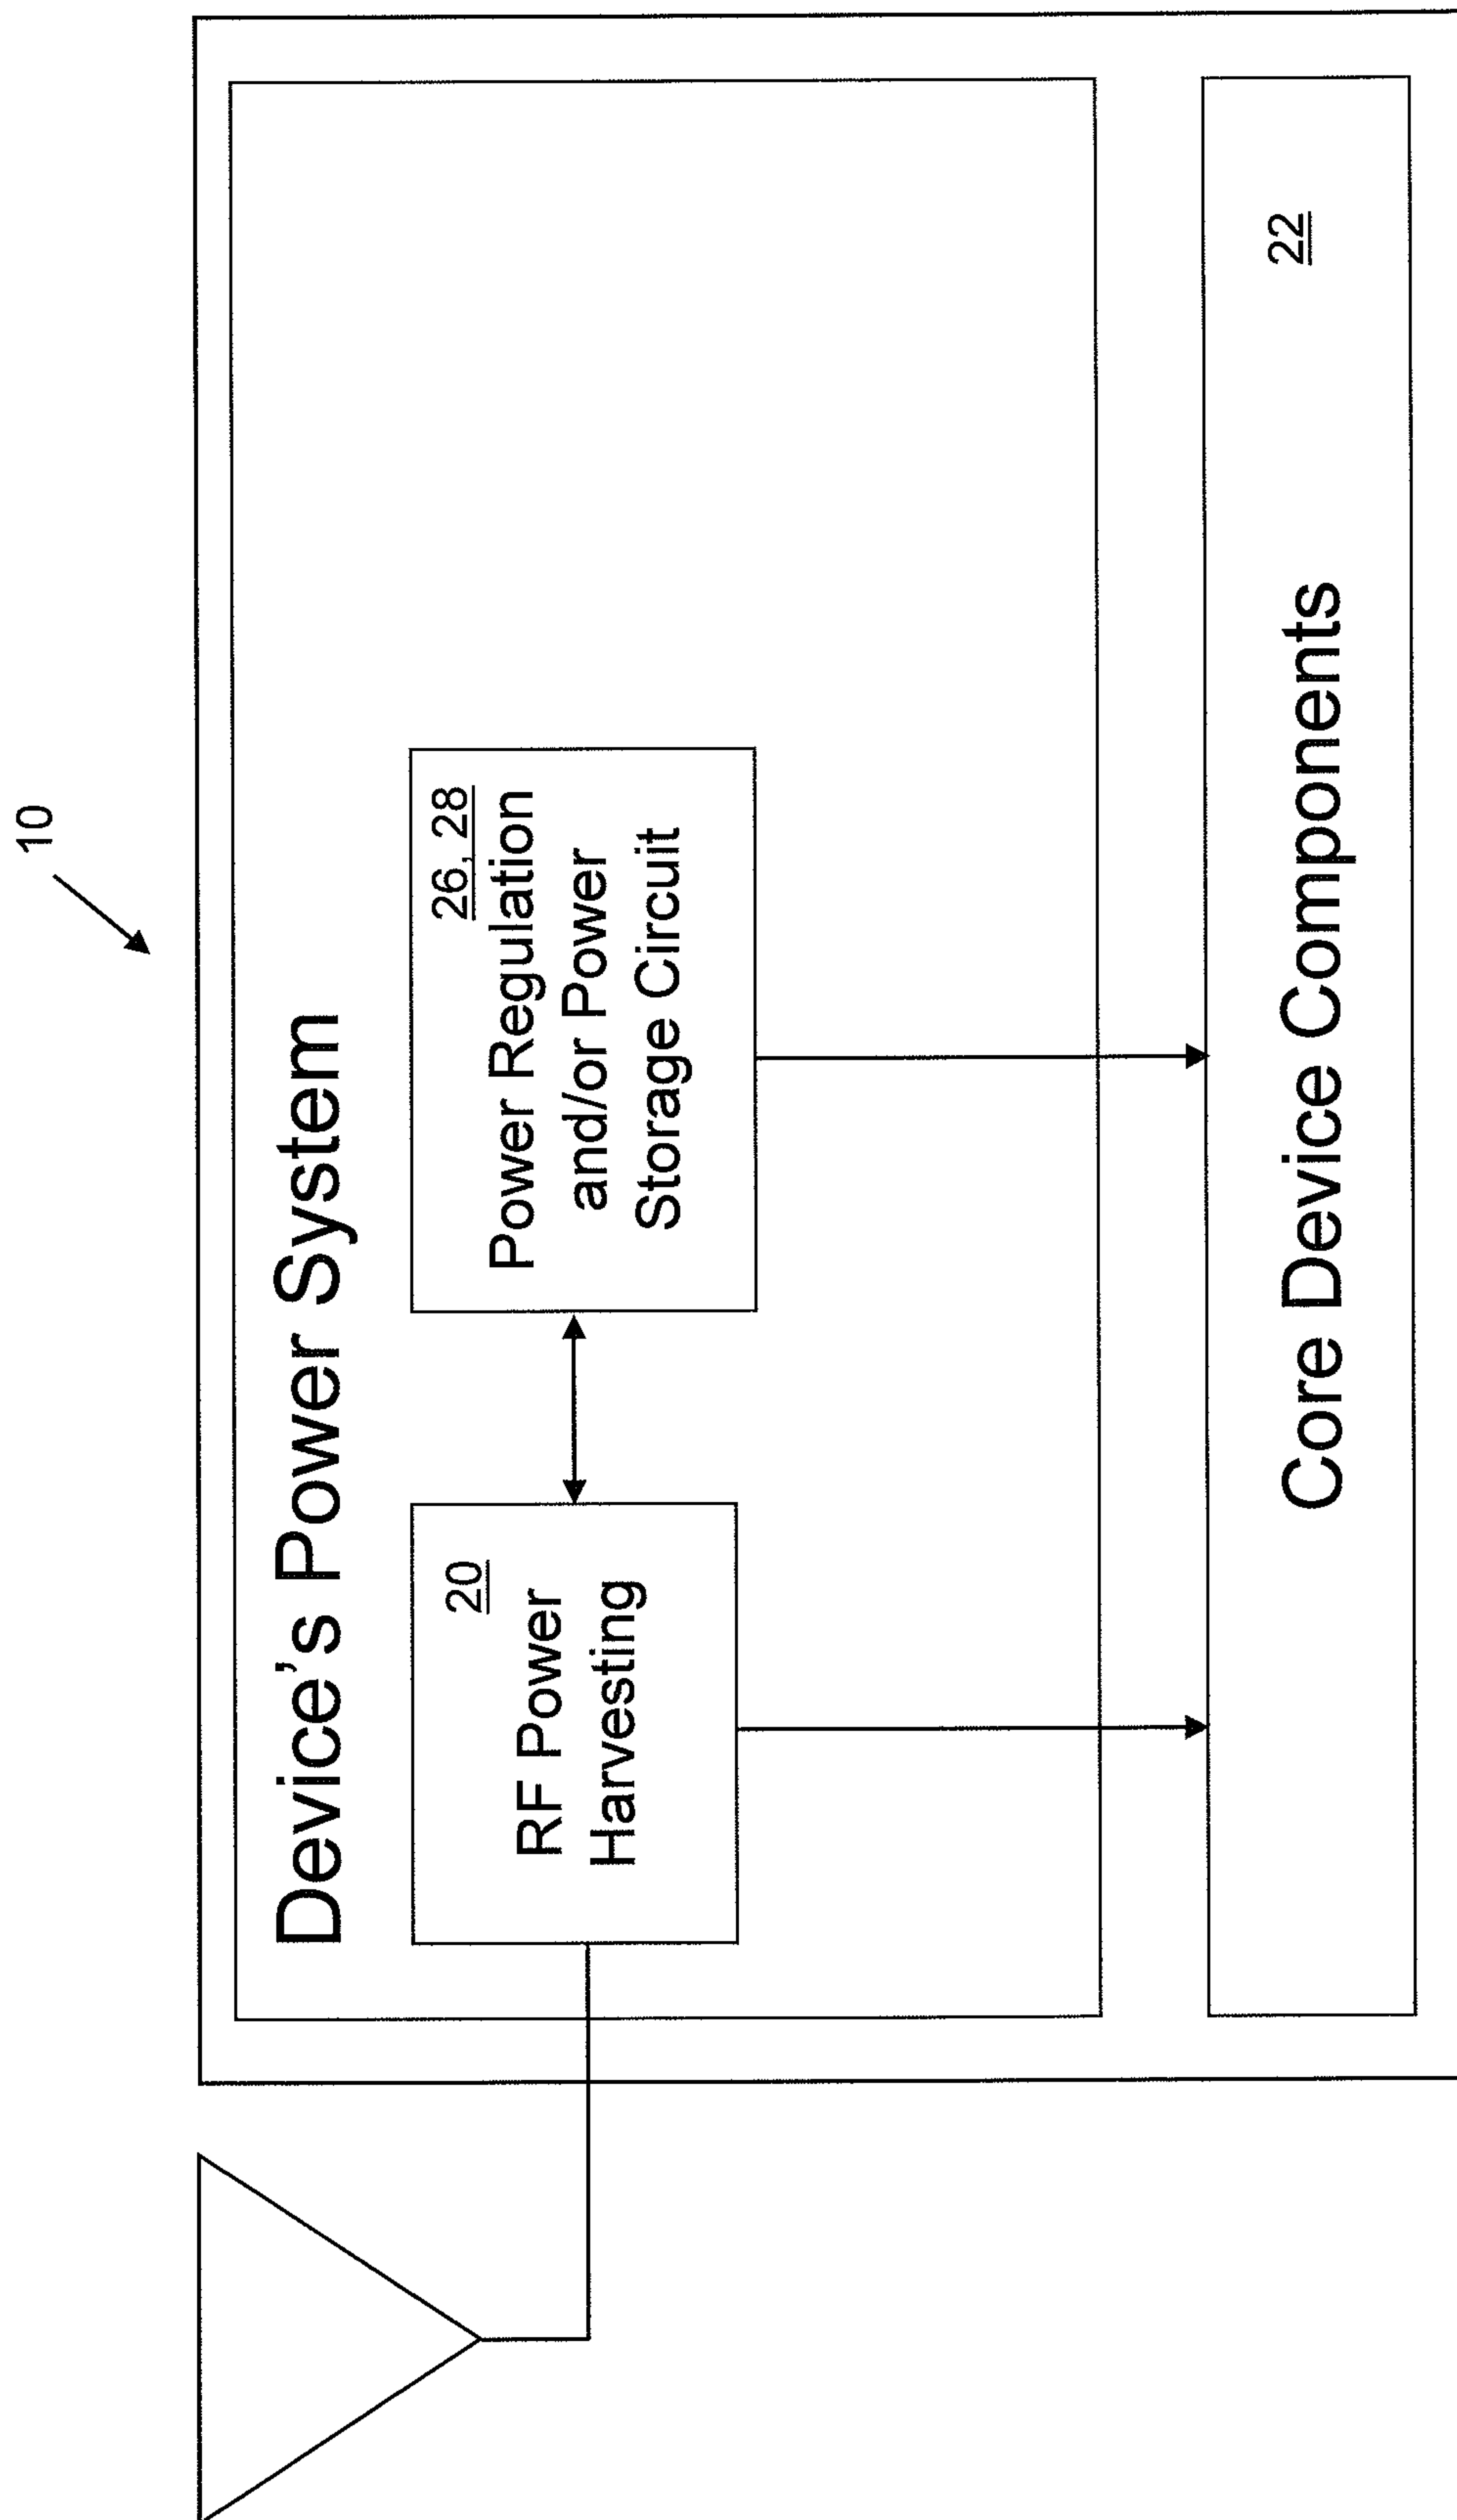 10
Device's Power System
20
RF Power
Harvesting
26, 28
Power Regulation
and/or Power
Storage Circuit
22
Core Device Components